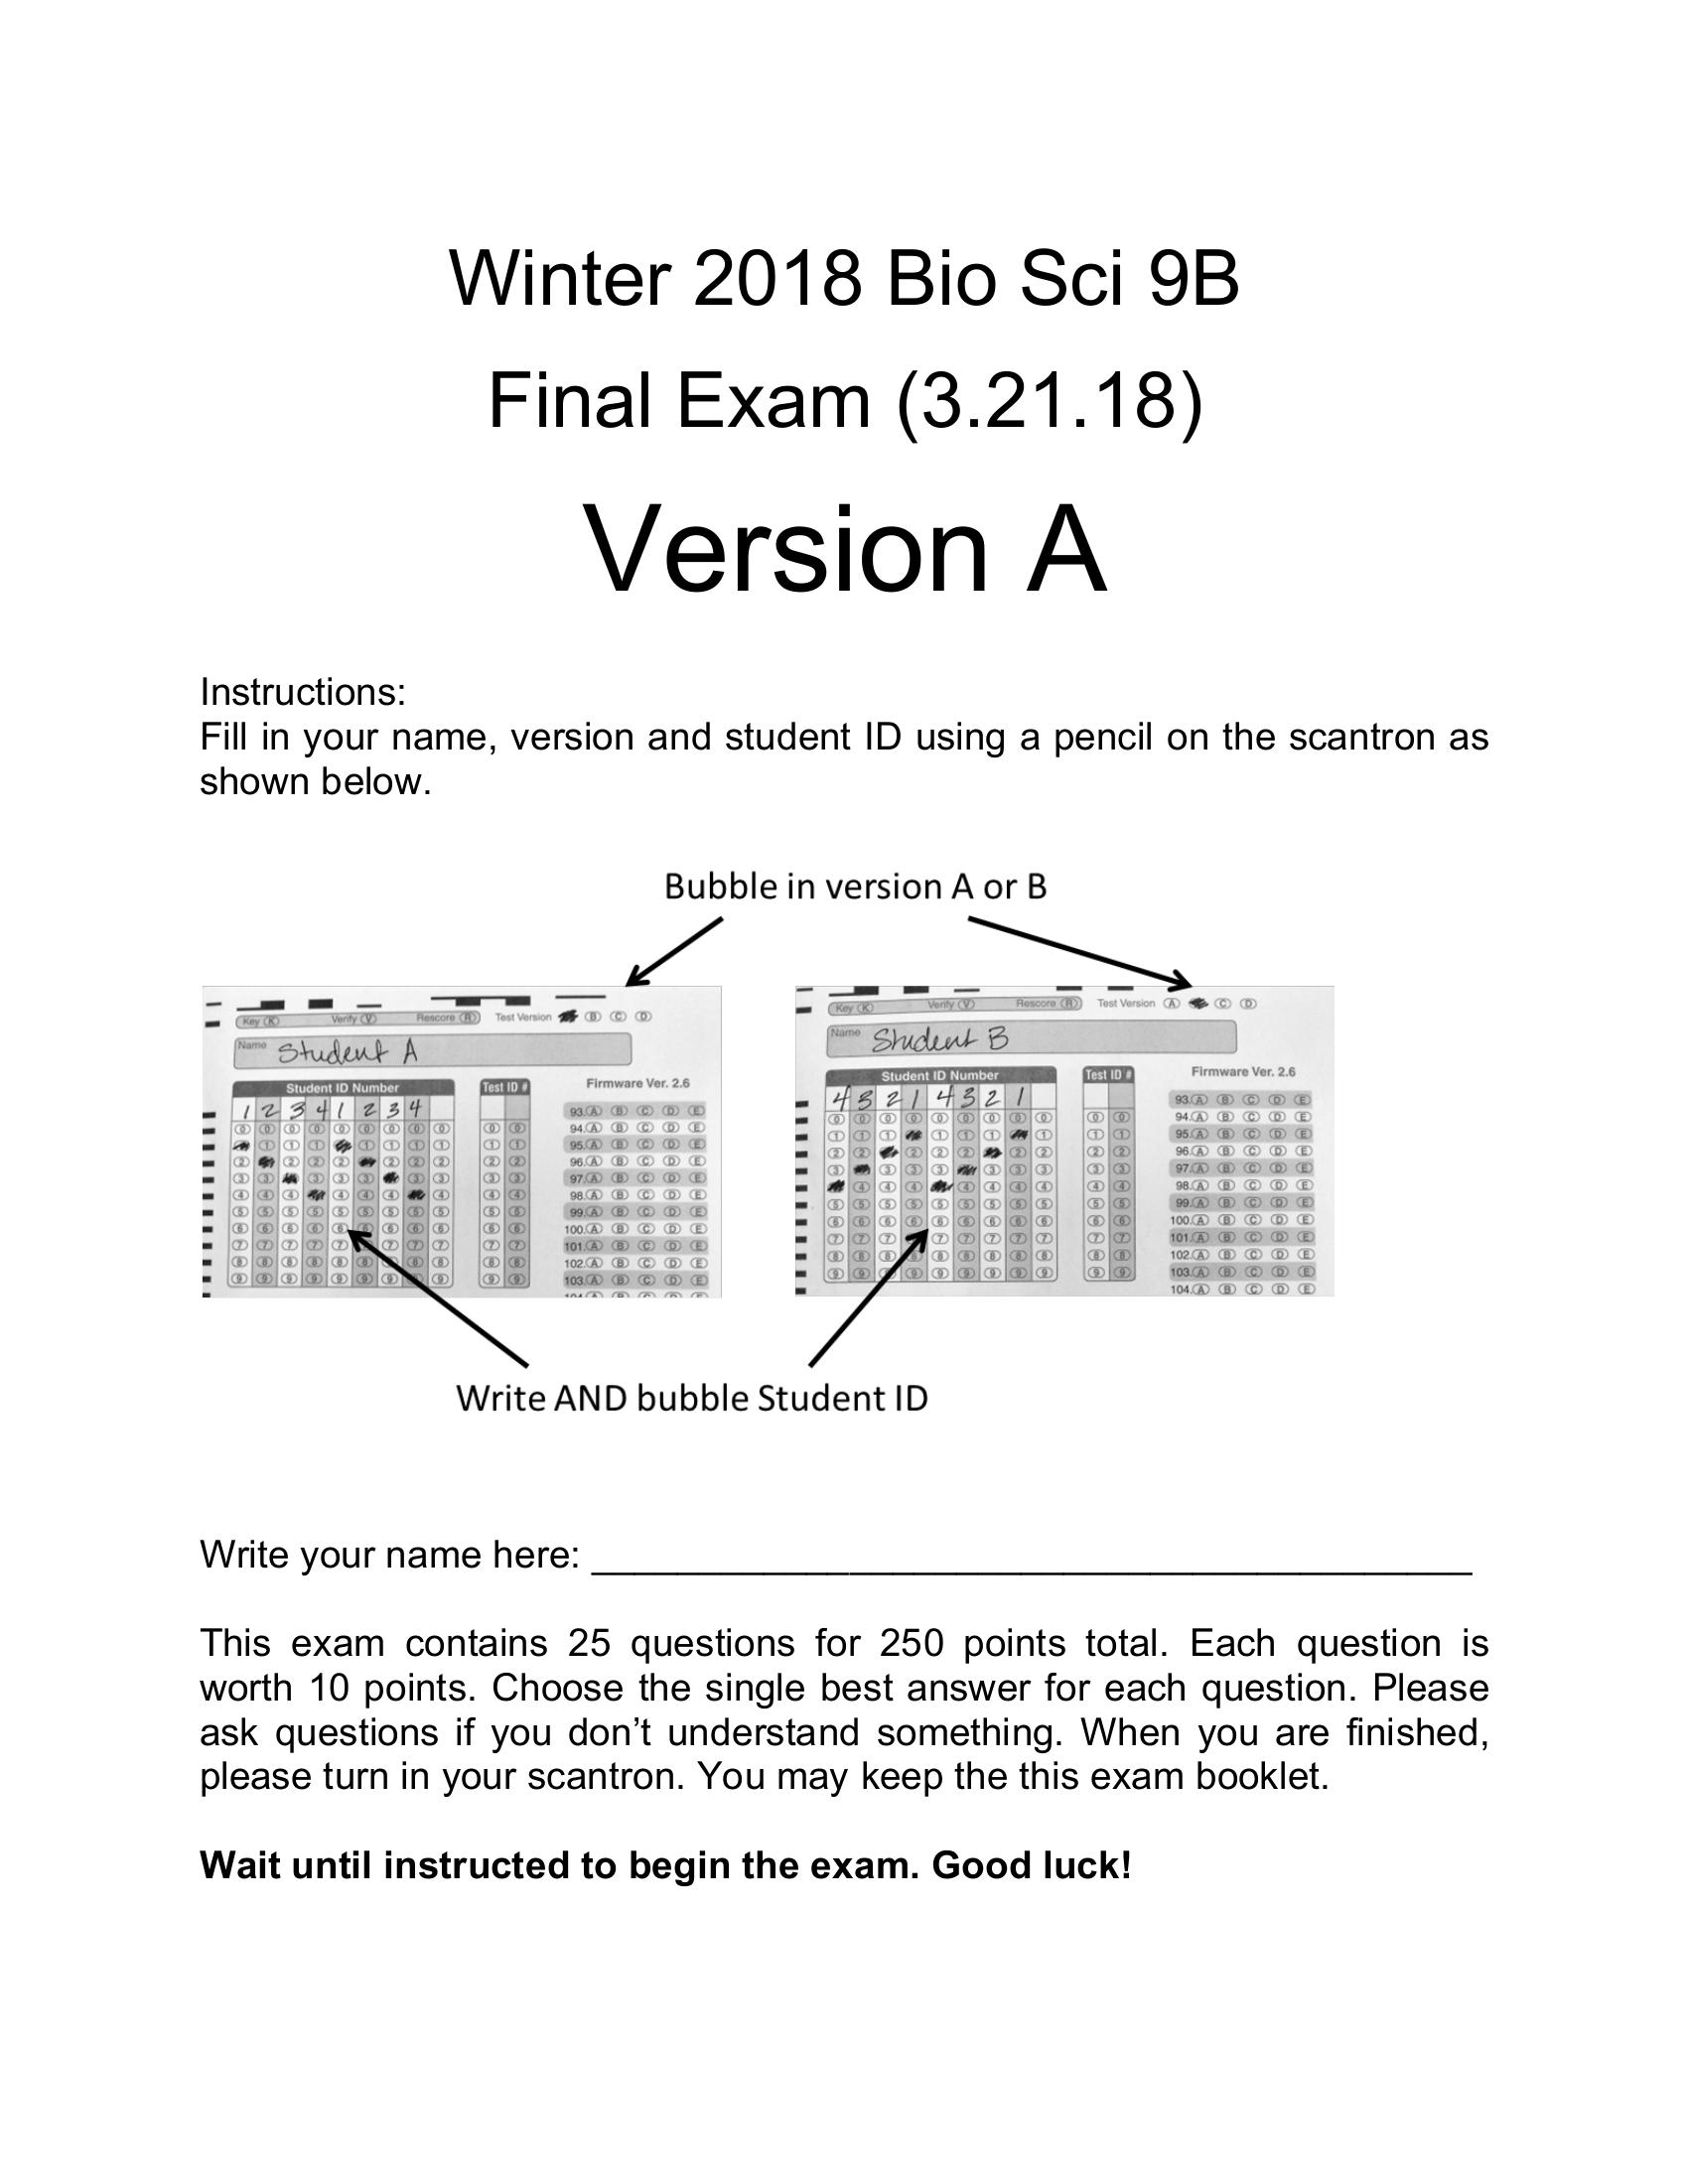 Winter 2018 Bio Sci 9B
Final Exam (3.21.18)
Version A
Instructions:
Fill in your name, version and student ID using a pencil on the scantron as
shown below.
Bubble in version A or B
Key K Verify V Rescore R Test Version B C D
Name Student A
Student ID Number Test ID #
Firmware Ver. 2.6
1 2 3 4 1 2 3 4
93. A B C D E
94. A B C D E
95. A B C D E
96. A B C D E
97. A B C D E
98. A B C D E
99. A B C D E
100. A B C D E
101. A B C D E
102. A B C D E
103. A B C D E
Key K Verify V Rescore R Test Version A C D
Name Student B
Student ID Number Test ID #
Firmware Ver. 2.6
4 3 2 1 4 3 2 1
93. A B C D E
94. A B C D E
95. A B C D E
96. A B C D E
97. A B C D E
98. A B C D E
99. A B C D E
100. A B C D E
101. A B C D E
102. A B C D E
103. A B C D E
104. A B C D E
Write AND bubble Student ID
Write your name here:
This exam contains 25 questions for 250 points total. Each question is
worth 10 points. Choose the single best answer for each question. Please
ask questions if you don’t understand something. When you are finished,
please turn in your scantron. You may keep the this exam booklet.
Wait until instructed to begin the exam. Good luck!